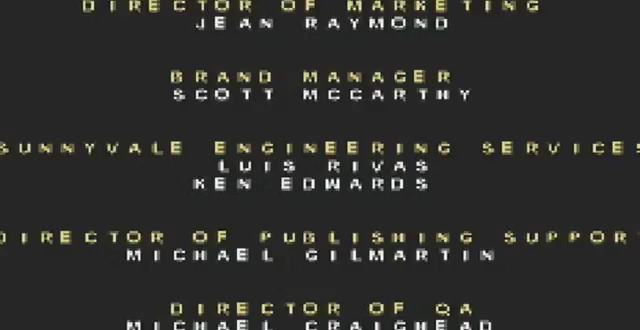 DIRECTOR OF MARKETING
JEAN RAYMOND
BRAND MANAGER
SCOTT MCCARTHY
SUNNYVALE ENGINEERING SERVICES
LUIS RIVAS
KEN EDWARDS
DIRECTOR OF PUBLISHING SUPPORT
MICHAEL GILMARTIN
DIRECTOR OF QA
MICHAEL CRAIGHEAD